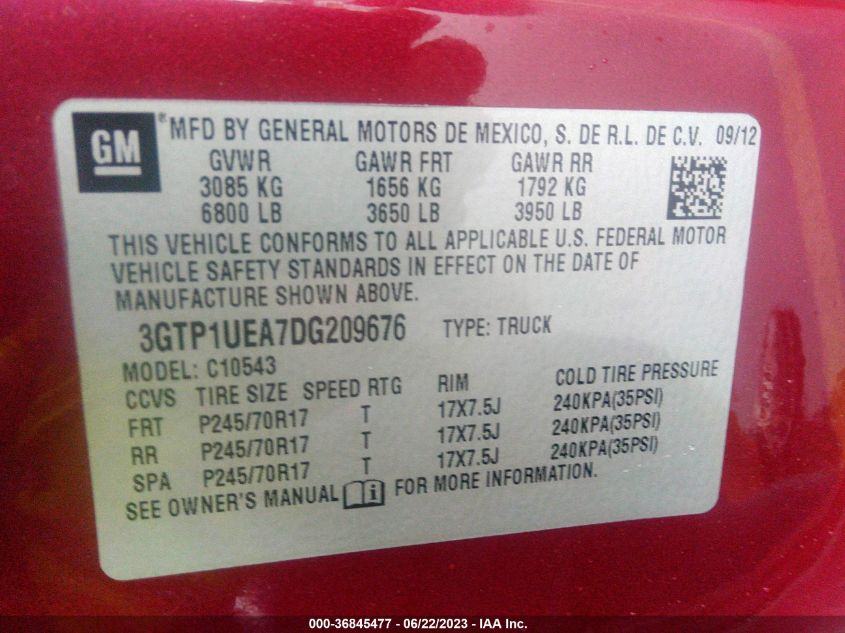 GM ® MFD BY GENERAL MOTORS DE MEXICO, S. DE R.L. DE C.V. 09/12
GVWR GAWR FRT GAWR RR
3085 KG 1656 KG 1792 KG
6800 LB 3650 LB 3950 LB
THIS VEHICLE CONFORMS TO ALL APPLICABLE U.S. FEDERAL MOTOR
VEHICLE SAFETY STANDARDS IN EFFECT ON THE DATE OF
MANUFACTURE SHOWN ABOVE.
3GTP1UEA7DG209676 TYPE: TRUCK
MODEL: C10543
CCVS TIRE SIZE SPEED RTG RIM COLD TIRE PRESSURE
FRT P245/70R17 T 17X7.5J 240KPA(35PSI)
RR P245/70R17 T 17X7.5J 240KPA(35PSI)
SPA P245/70R17 T 17X7.5J 240KPA(35PSI)
SEE OWNER'S MANUAL i FOR MORE INFORMATION.
000-36845477 - 06/22/2023 - IAA Inc.